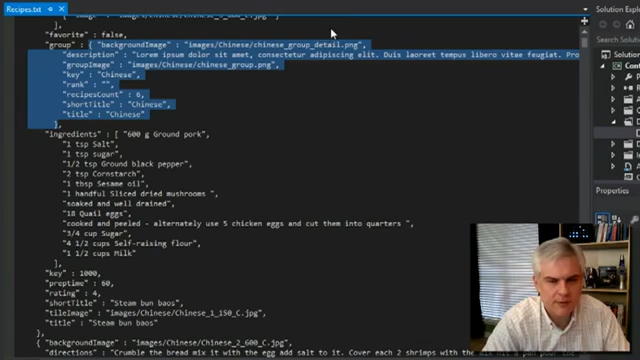 Recipes.txt
Solution Explorer
"favorite" : false,
"group" : { "backgroundImage" : "images/Chinese/chinese_group_detail.png",
"description" : "Lorem ipsum dolor sit amet, consectetur adipiscing elit. Duis laoreet tempus libero vitae feugiat. Pro
"groupImage" : "images/Chinese/chinese_group.png",
"key" : "Chinese",
"rank" : "",
"recipesCount" : 6,
"shortTitle" : "Chinese",
"title" : "Chinese"
},
"ingredients" : [ "600 g Ground pork",
"1 tsp Salt",
"1 tsp sugar",
"1/2 tsp Ground black pepper",
"2 tsp Cornstarch",
"1 tbsp Sesame oil",
"1 handful Sliced dried mushrooms ",
"soaked and well drained",
"18 Quail eggs",
"cooked and peeled - alternately use 5 chicken eggs and cut them into quarters ",
"3/4 cup Sugar",
"4 1/2 cups Self-raising flour",
"1 1/2 cups Milk"
],
"key" : 1000,
"preptime" : 60,
"rating" : 4,
"shortTitle" : "Steam bun baos",
"tileImage" : "images/Chinese/Chinese_1_150_C.jpg",
"title" : "Steam bun baos"
},
{ "backgroundImage" : "images/Chinese/Chinese_2_600_C.jpg",
"directions" : "Crumble the bread mix it with the egg add salt to it. Cover each 2 shrimps with the mix
Search Solution
Solution
Properties